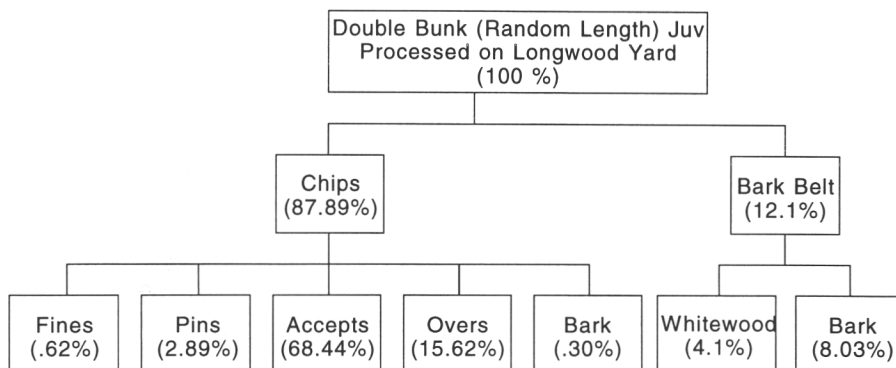 Double Bunk (Random Length) Juv
Processed on Longwood Yard
(100 %)
Chips
(87.89%)
Bark Belt
(12.1%)
Fines
(.62%)
Pins
(2.89%)
Accepts
(68.44%)
Overs
(15.62%)
Bark
(.30%)
Whitewood
(4.1%)
Bark
(8.03%)